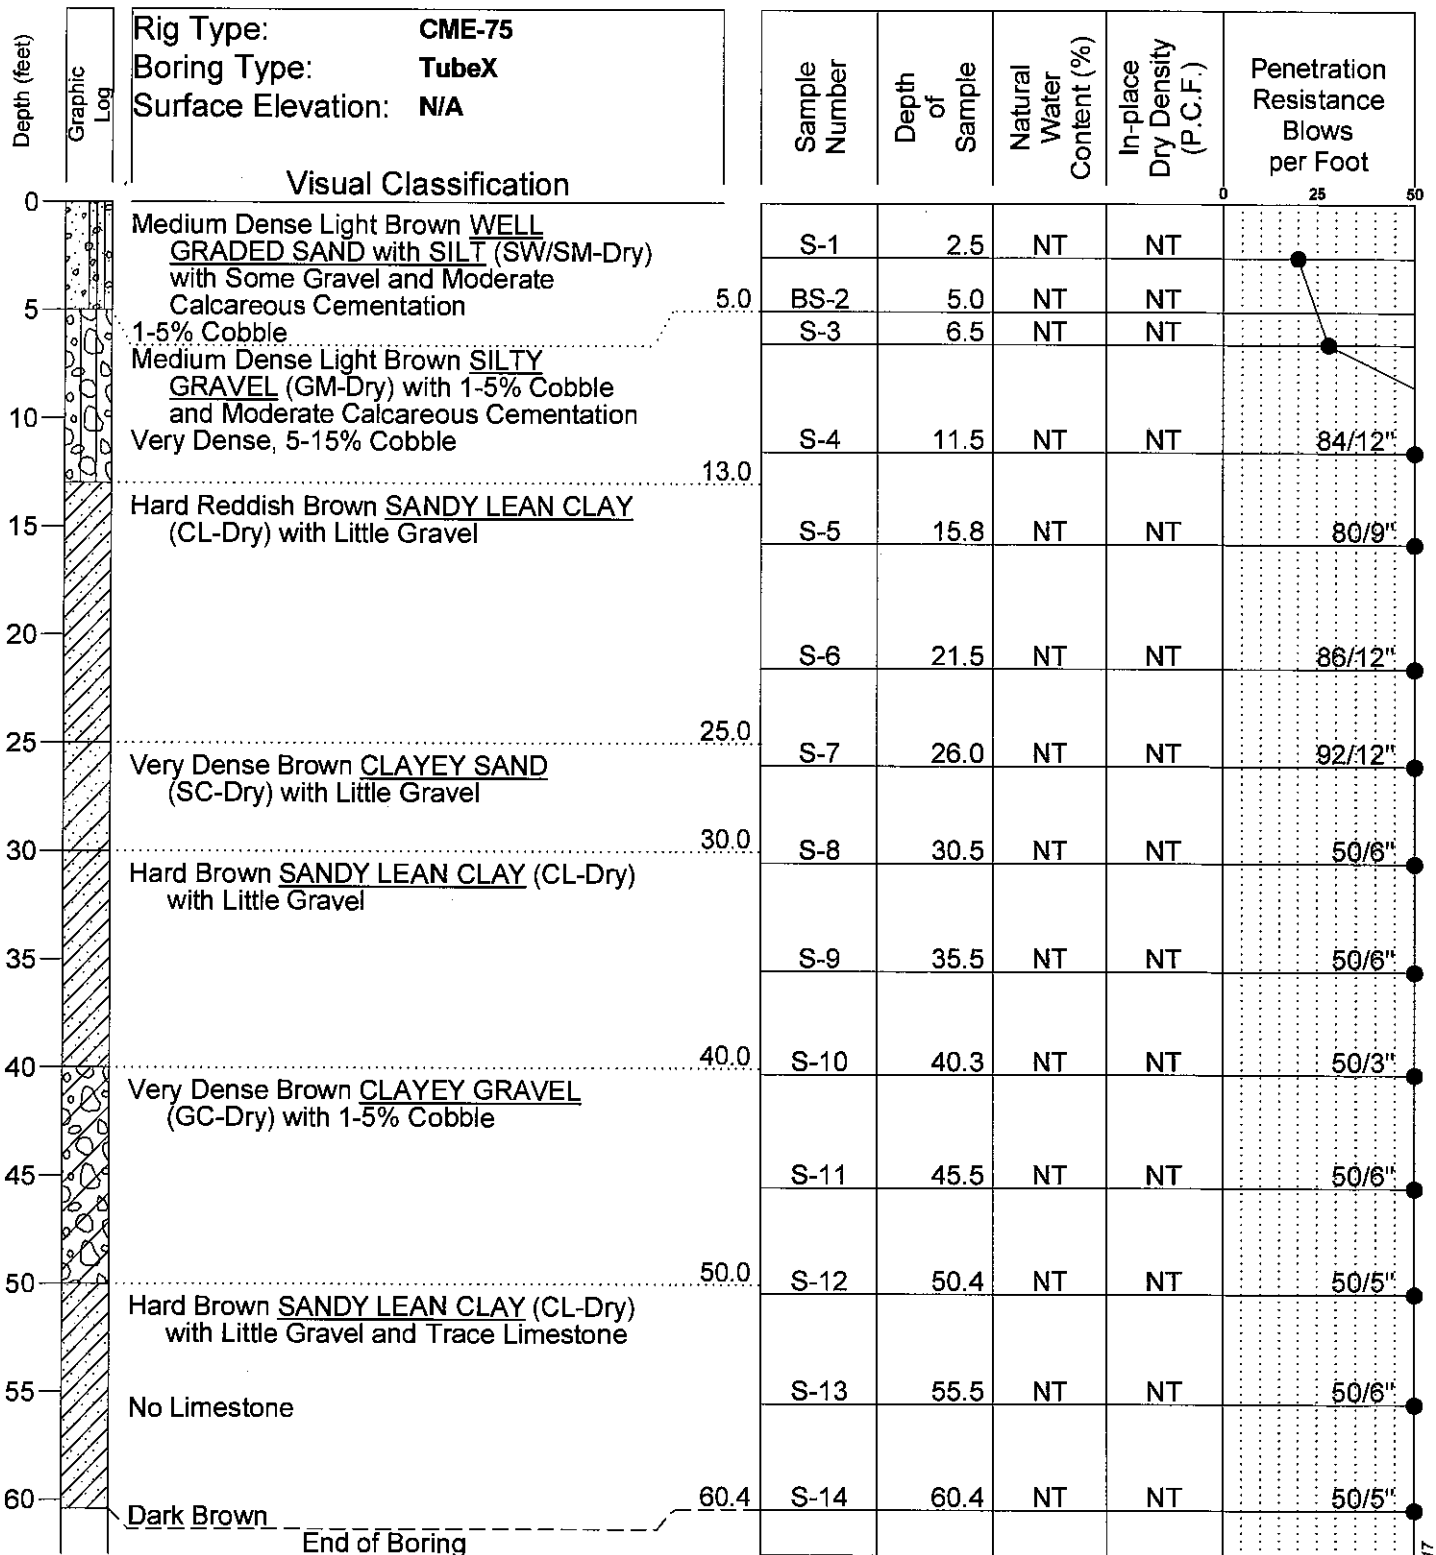 Depth (feet)
Graphic
Log
Rig Type: CME-75
Boring Type: TubeX
Surface Elevation: N/A
Visual Classification
Sample
Number
Depth
of
Sample
Natural
Water
Content (%)
In-place
Dry Density
(P.C.F.)
Penetration
Resistance
Blows
per Foot
0 25 50
0
Medium Dense Light Brown WELL
GRADED SAND with SILT (SW/SM-Dry)
with Some Gravel and Moderate
Calcareous Cementation
S-1 2.5 NT NT
5.0 BS-2 5.0 NT NT
5
1-5% Cobble
S-3 6.5 NT NT
Medium Dense Light Brown SILTY
GRAVEL (GM-Dry) with 1-5% Cobble
and Moderate Calcareous Cementation
10
Very Dense, 5-15% Cobble
S-4 11.5 NT NT 84/12"
13.0
Hard Reddish Brown SANDY LEAN CLAY
(CL-Dry) with Little Gravel
15
S-5 15.8 NT NT 80/9"
20
S-6 21.5 NT NT 86/12"
25.0
25
S-7 26.0 NT NT 92/12"
Very Dense Brown CLAYEY SAND
(SC-Dry) with Little Gravel
30.0
30
S-8 30.5 NT NT 50/6"
Hard Brown SANDY LEAN CLAY (CL-Dry)
with Little Gravel
35
S-9 35.5 NT NT 50/6"
40.0
40
S-10 40.3 NT NT 50/3"
Very Dense Brown CLAYEY GRAVEL
(GC-Dry) with 1-5% Cobble
45
S-11 45.5 NT NT 50/6"
50.0
50
S-12 50.4 NT NT 50/5"
Hard Brown SANDY LEAN CLAY (CL-Dry)
with Little Gravel and Trace Limestone
55
S-13 55.5 NT NT 50/6"
No Limestone
60
60.4 S-14 60.4 NT NT 50/5"
Dark Brown
End of Boring
17